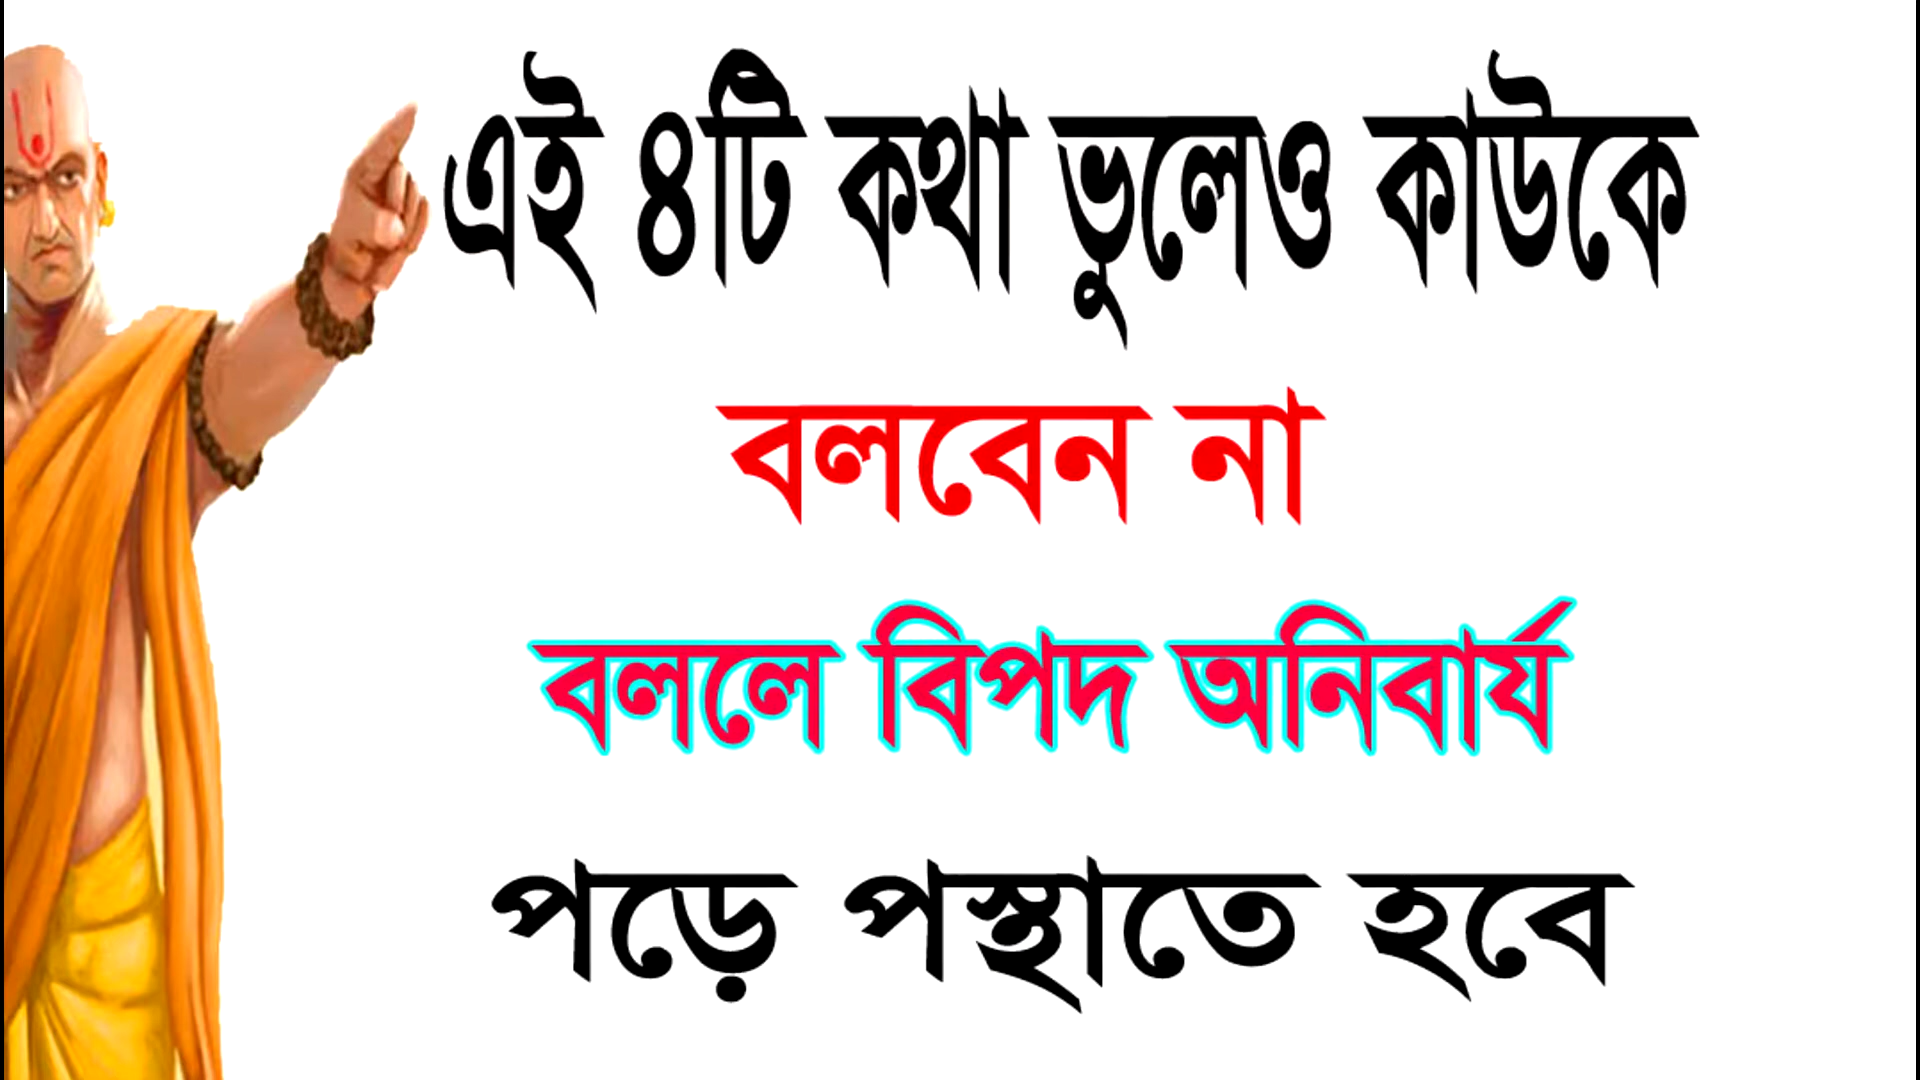 এই ৪টি কথা ভুলেও কাউকে
বলবেন না
বললে বিপদ অনিবার্য
পড়ে পস্থাতে হবে